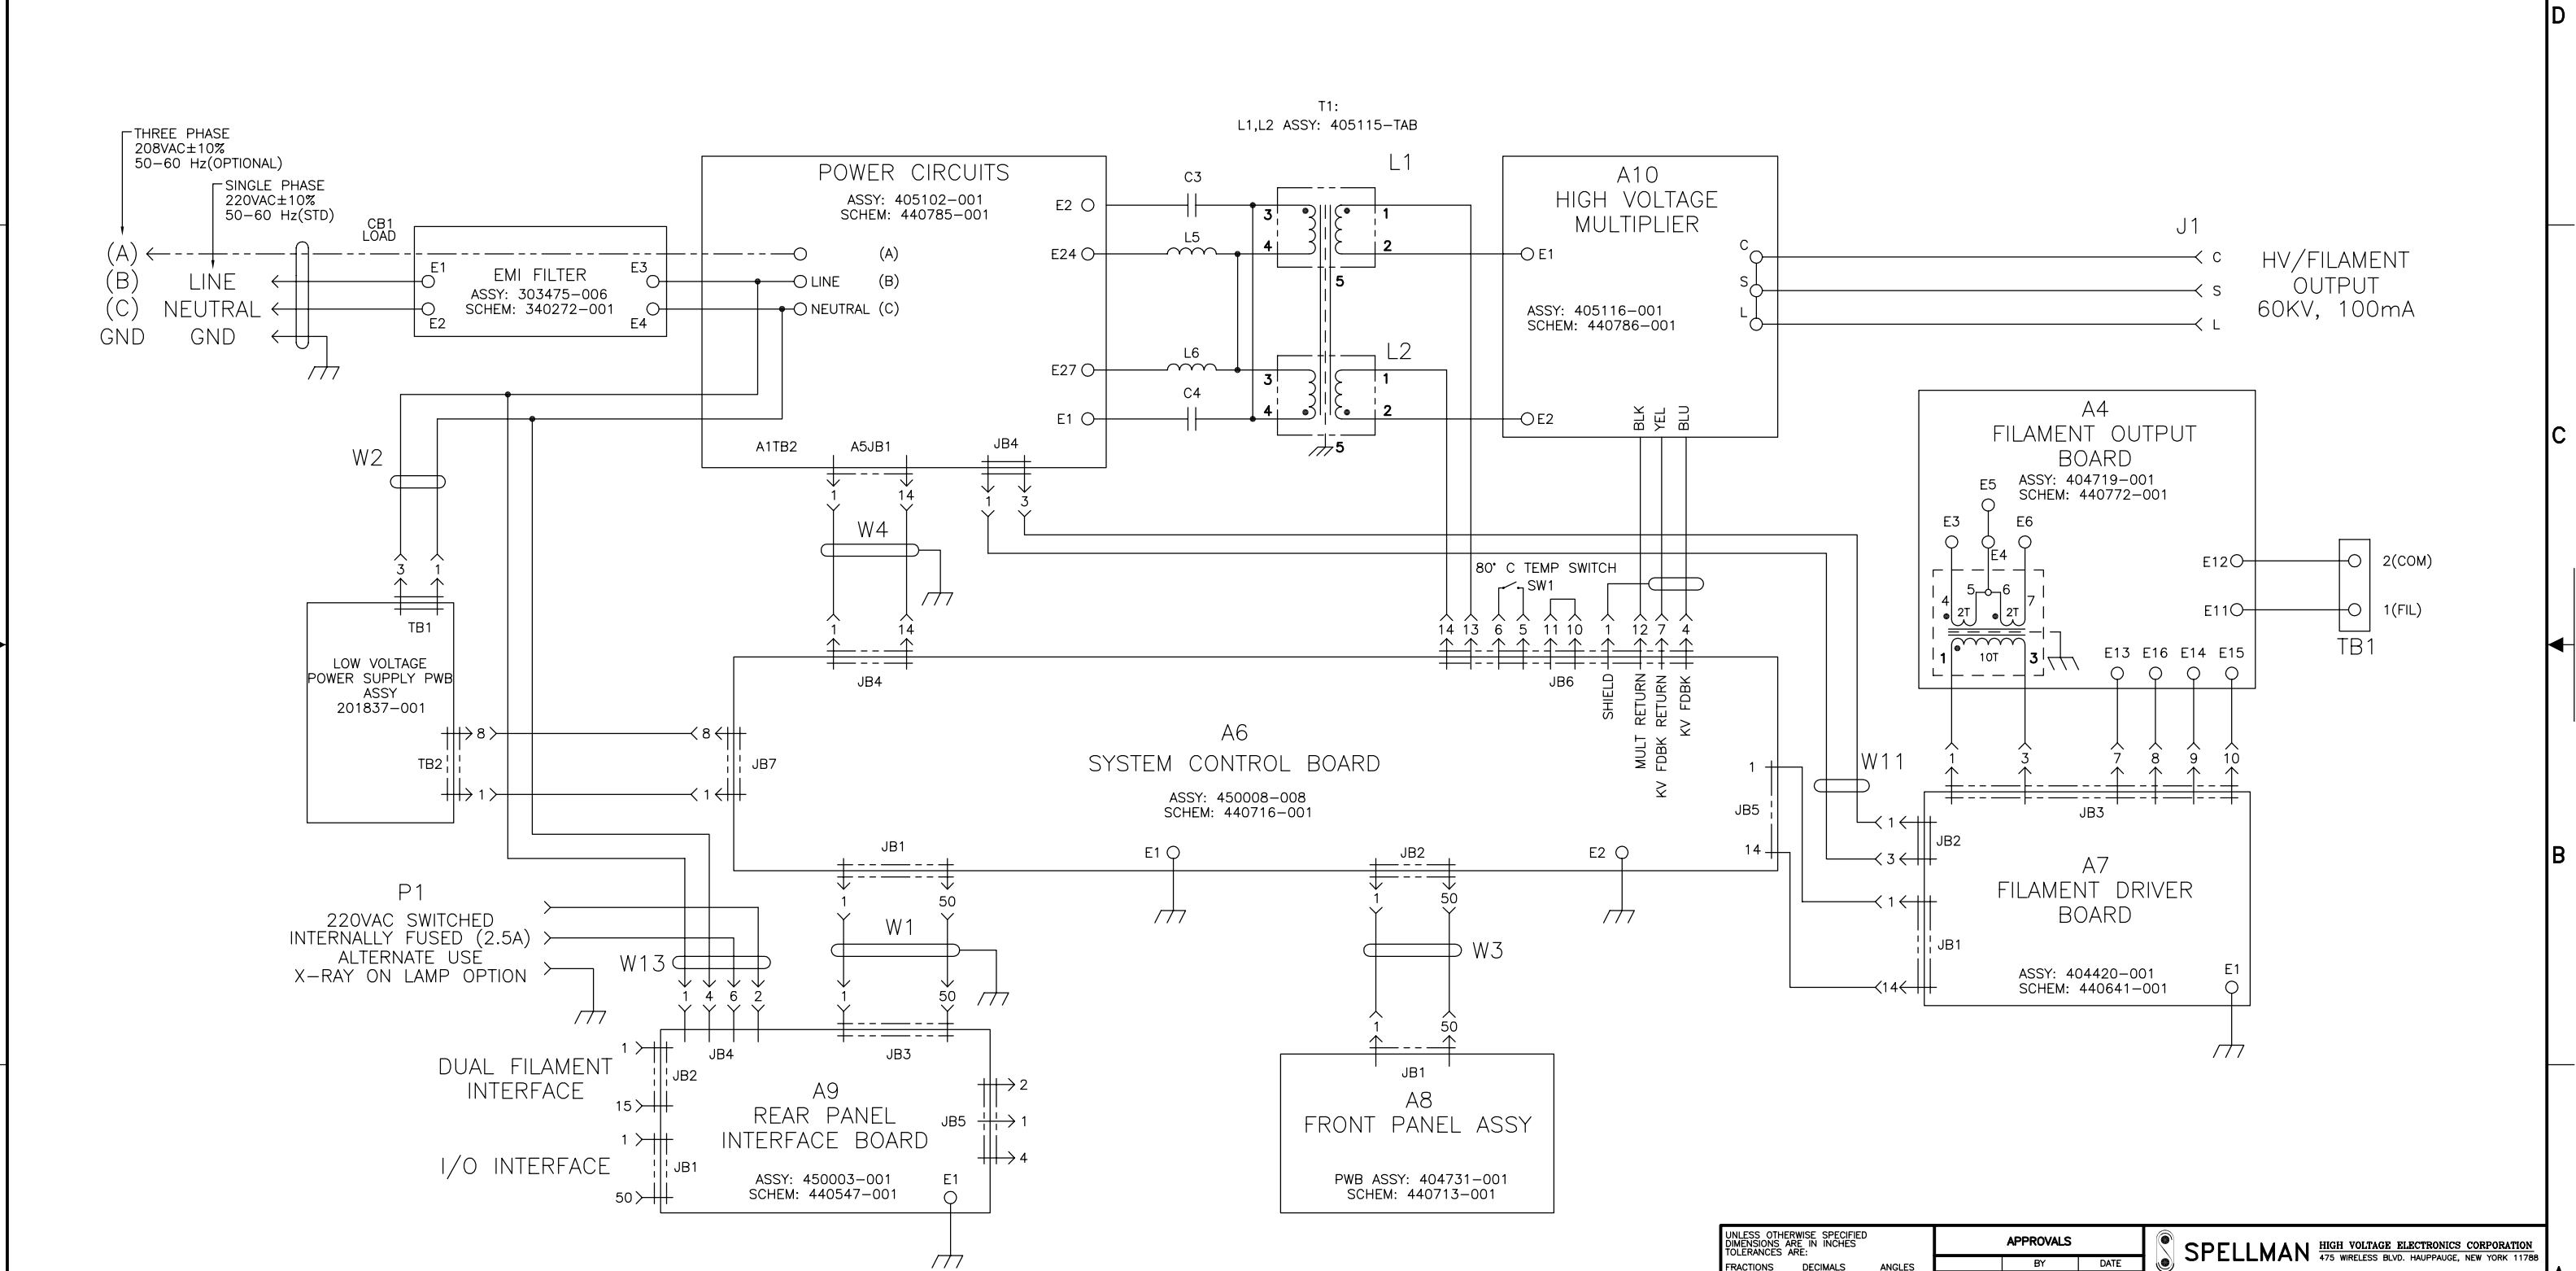 D
T1:
L1,L2 ASSY: 405115-TAB
THREE PHASE
208VAC±10%
50-60 Hz(OPTIONAL)
SINGLE PHASE
220VAC±10%
50-60 Hz(STD)
CB1
LOAD
(A)
(B) LINE
(C) NEUTRAL
GND GND
E1
E2
EMI FILTER
ASSY: 303475-006
SCHEM: 340272-001
E3
E4
POWER CIRCUITS
ASSY: 405102-001
SCHEM: 440785-001
(A)
LINE (B)
NEUTRAL (C)
E2
E24
E27
E1
A1TB2
A5JB1
JB4
C3
L5
L6
C4
L1
3
4
1
2
5
L2
3
4
1
2
5
A10
HIGH VOLTAGE
MULTIPLIER
E1
ASSY: 405116-001
SCHEM: 440786-001
E2
C
S
L
BLK
YEL
BLU
J1
C
S
L
HV/FILAMENT
OUTPUT
60KV, 100mA
A4
FILAMENT OUTPUT
BOARD
ASSY: 404719-001
SCHEM: 440772-001
E5
E3
E6
E4
4
5
6
7
2T
2T
1
10T
3
E12
E11
E13
E16
E14
E15
2(COM)
1(FIL)
TB1
C
W2
3
1
TB1
LOW VOLTAGE
POWER SUPPLY PWB
ASSY
201837-001
TB2
8
1
8
1
JB7
1
14
W4
1
14
JB4
1
3
80° C TEMP SWITCH
SW1
14
13
6
5
11
10
1
12
7
4
JB6
SHIELD
MULT RETURN
KV FDBK RETURN
KV FDBK
A6
SYSTEM CONTROL BOARD
ASSY: 450008-008
SCHEM: 440716-001
1
JB5
14
JB1
E1
JB2
E2
W11
1
3
7
8
9
10
JB3
1
JB2
3
1
JB1
14
A7
FILAMENT DRIVER
BOARD
ASSY: 404420-001
SCHEM: 440641-001
E1
B
P1
220VAC SWITCHED
INTERNALLY FUSED (2.5A)
ALTERNATE USE
X-RAY ON LAMP OPTION
W13
1
4
6
2
1
50
W1
1
50
1
50
W3
1
50
JB4
JB3
DUAL FILAMENT
INTERFACE
1
15
JB2
I/O INTERFACE
1
50
JB1
A9
REAR PANEL
INTERFACE BOARD
ASSY: 450003-001
SCHEM: 440547-001
JB5
2
1
4
E1
JB1
A8
FRONT PANEL ASSY
PWB ASSY: 404731-001
SCHEM: 440713-001
UNLESS OTHERWISE SPECIFIED
DIMENSIONS ARE IN INCHES
TOLERANCES ARE:
FRACTIONS DECIMALS ANGLES
APPROVALS
BY DATE
SPELLMAN
HIGH VOLTAGE ELECTRONICS CORPORATION
475 WIRELESS BLVD. HAUPPAUGE, NEW YORK 11788